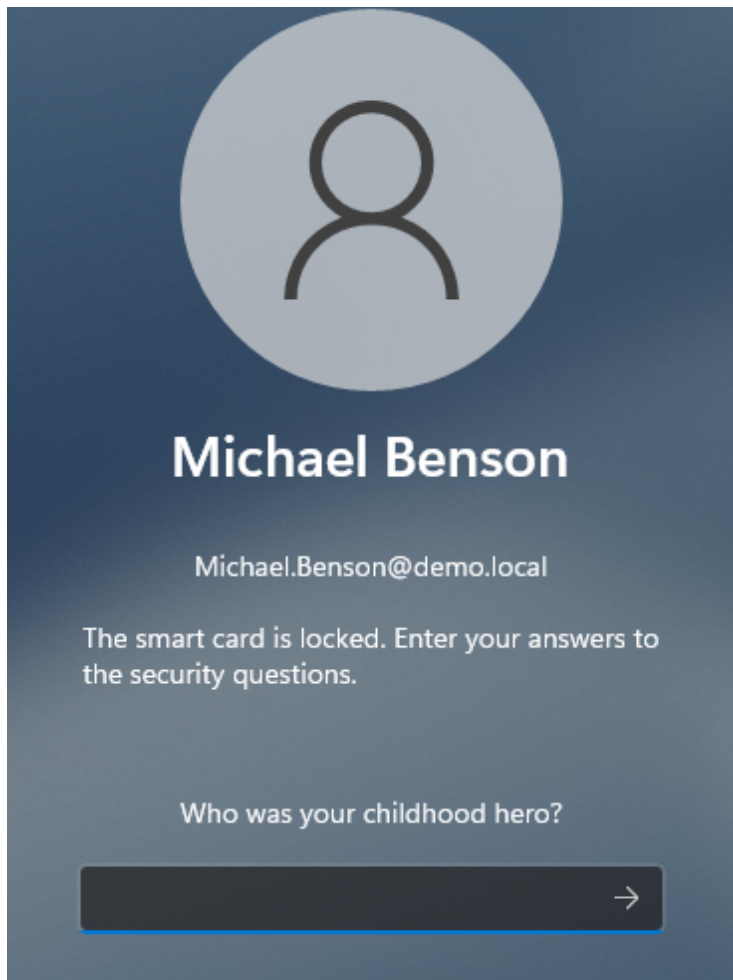 Michael Benson
Michael.Benson@demo.local
The smart card is locked. Enter your answers to
the security questions.
Who was your childhood hero?